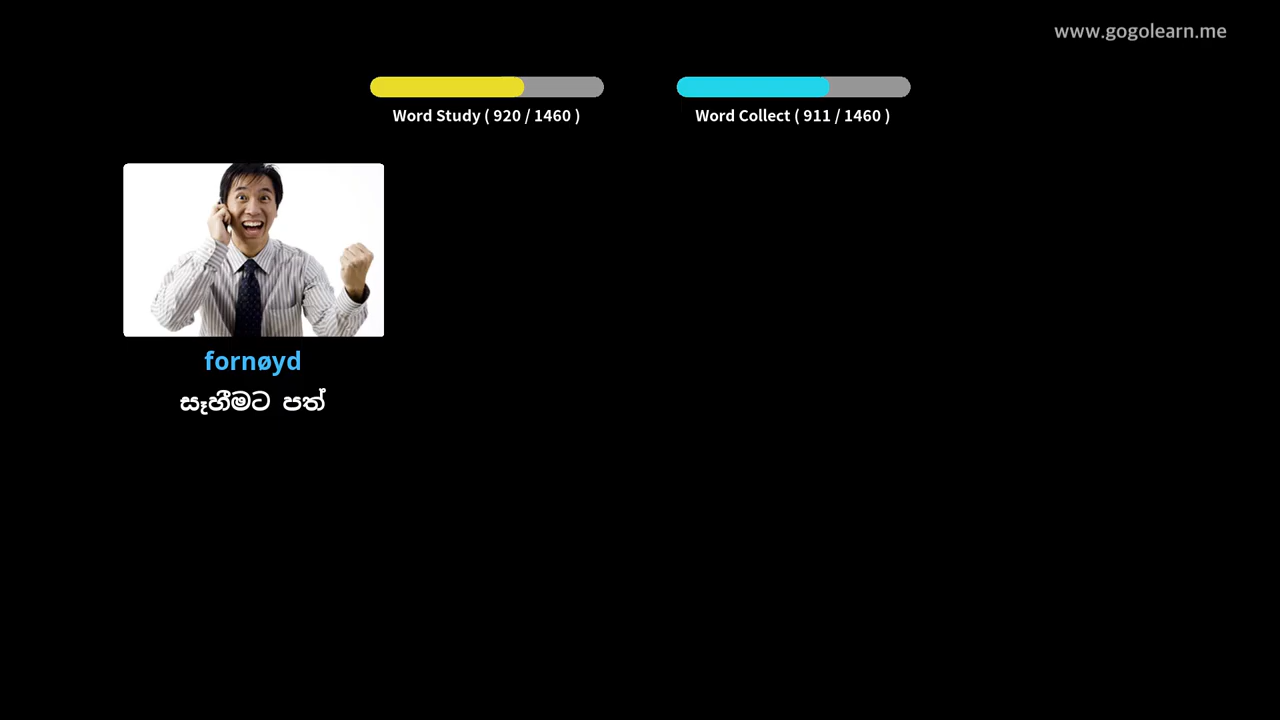 www.gogolearn.me
Word Study ( 920 / 1460 )
Word Collect ( 911 / 1460 )
fornøyd
සෑහීමට පත්